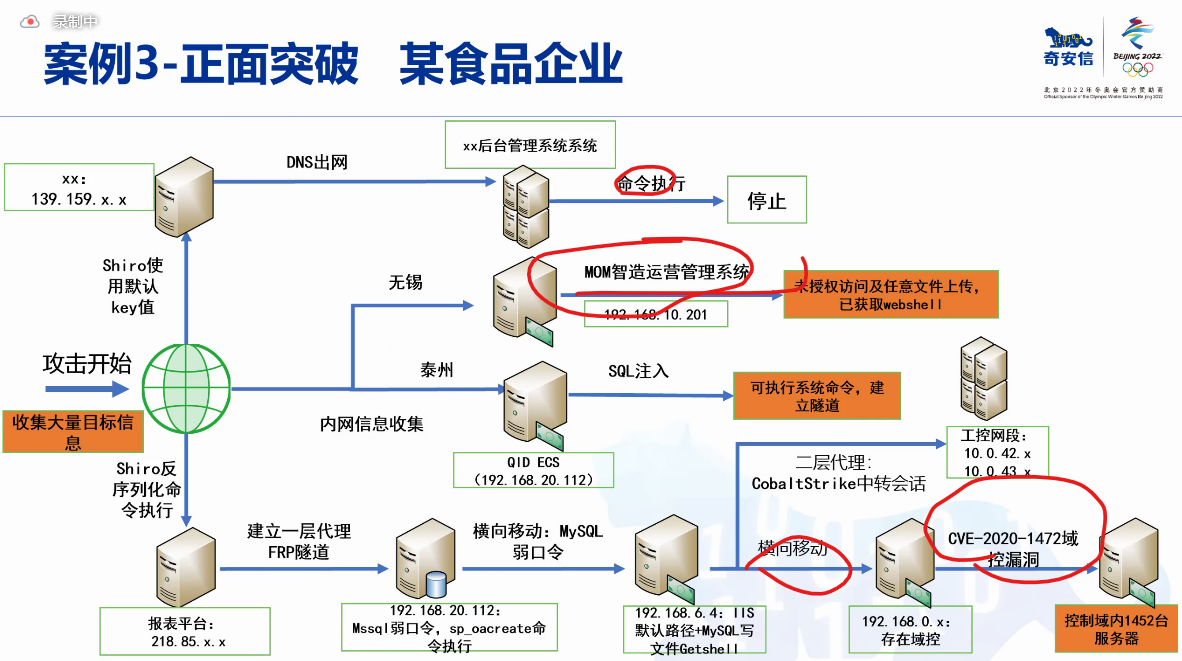 录制中
案例3-正面突破 某食品企业
奇安信
BEIJING 2022
北京2022年冬奥会官方赞助商
Official Sponsor of the Olympic Winter Games Beijing 2022
xx:
139.159.x.x
DNS出网
xx后台管理系统系统
命令执行
停止
Shiro使
用默认
key值
无锡
MOM智造运营管理系统
192.168.10.201
未授权访问及任意文件上传，
已获取webshell
攻击开始
收集大量目标信
息
泰州
内网信息收集
SQL注入
可执行系统命令，建
立隧道
QID ECS
（192.168.20.112）
工控网段：
10.0.42.x
10.0.43.x
二层代理：
CobaltStrike中转会话
Shiro反
序列化命
令执行
建立一层代理
FRP隧道
横向移动：MySQL
弱口令
横向移动
CVE-2020-1472域
控漏洞
报表平台：
218.85.x.x
192.168.20.112：
Mssql弱口令，sp_oacreate命
令执行
192.168.6.4：IIS
默认路径+MySQL写
文件Getshell
192.168.0.x：
存在域控
控制域内1452台
服务器